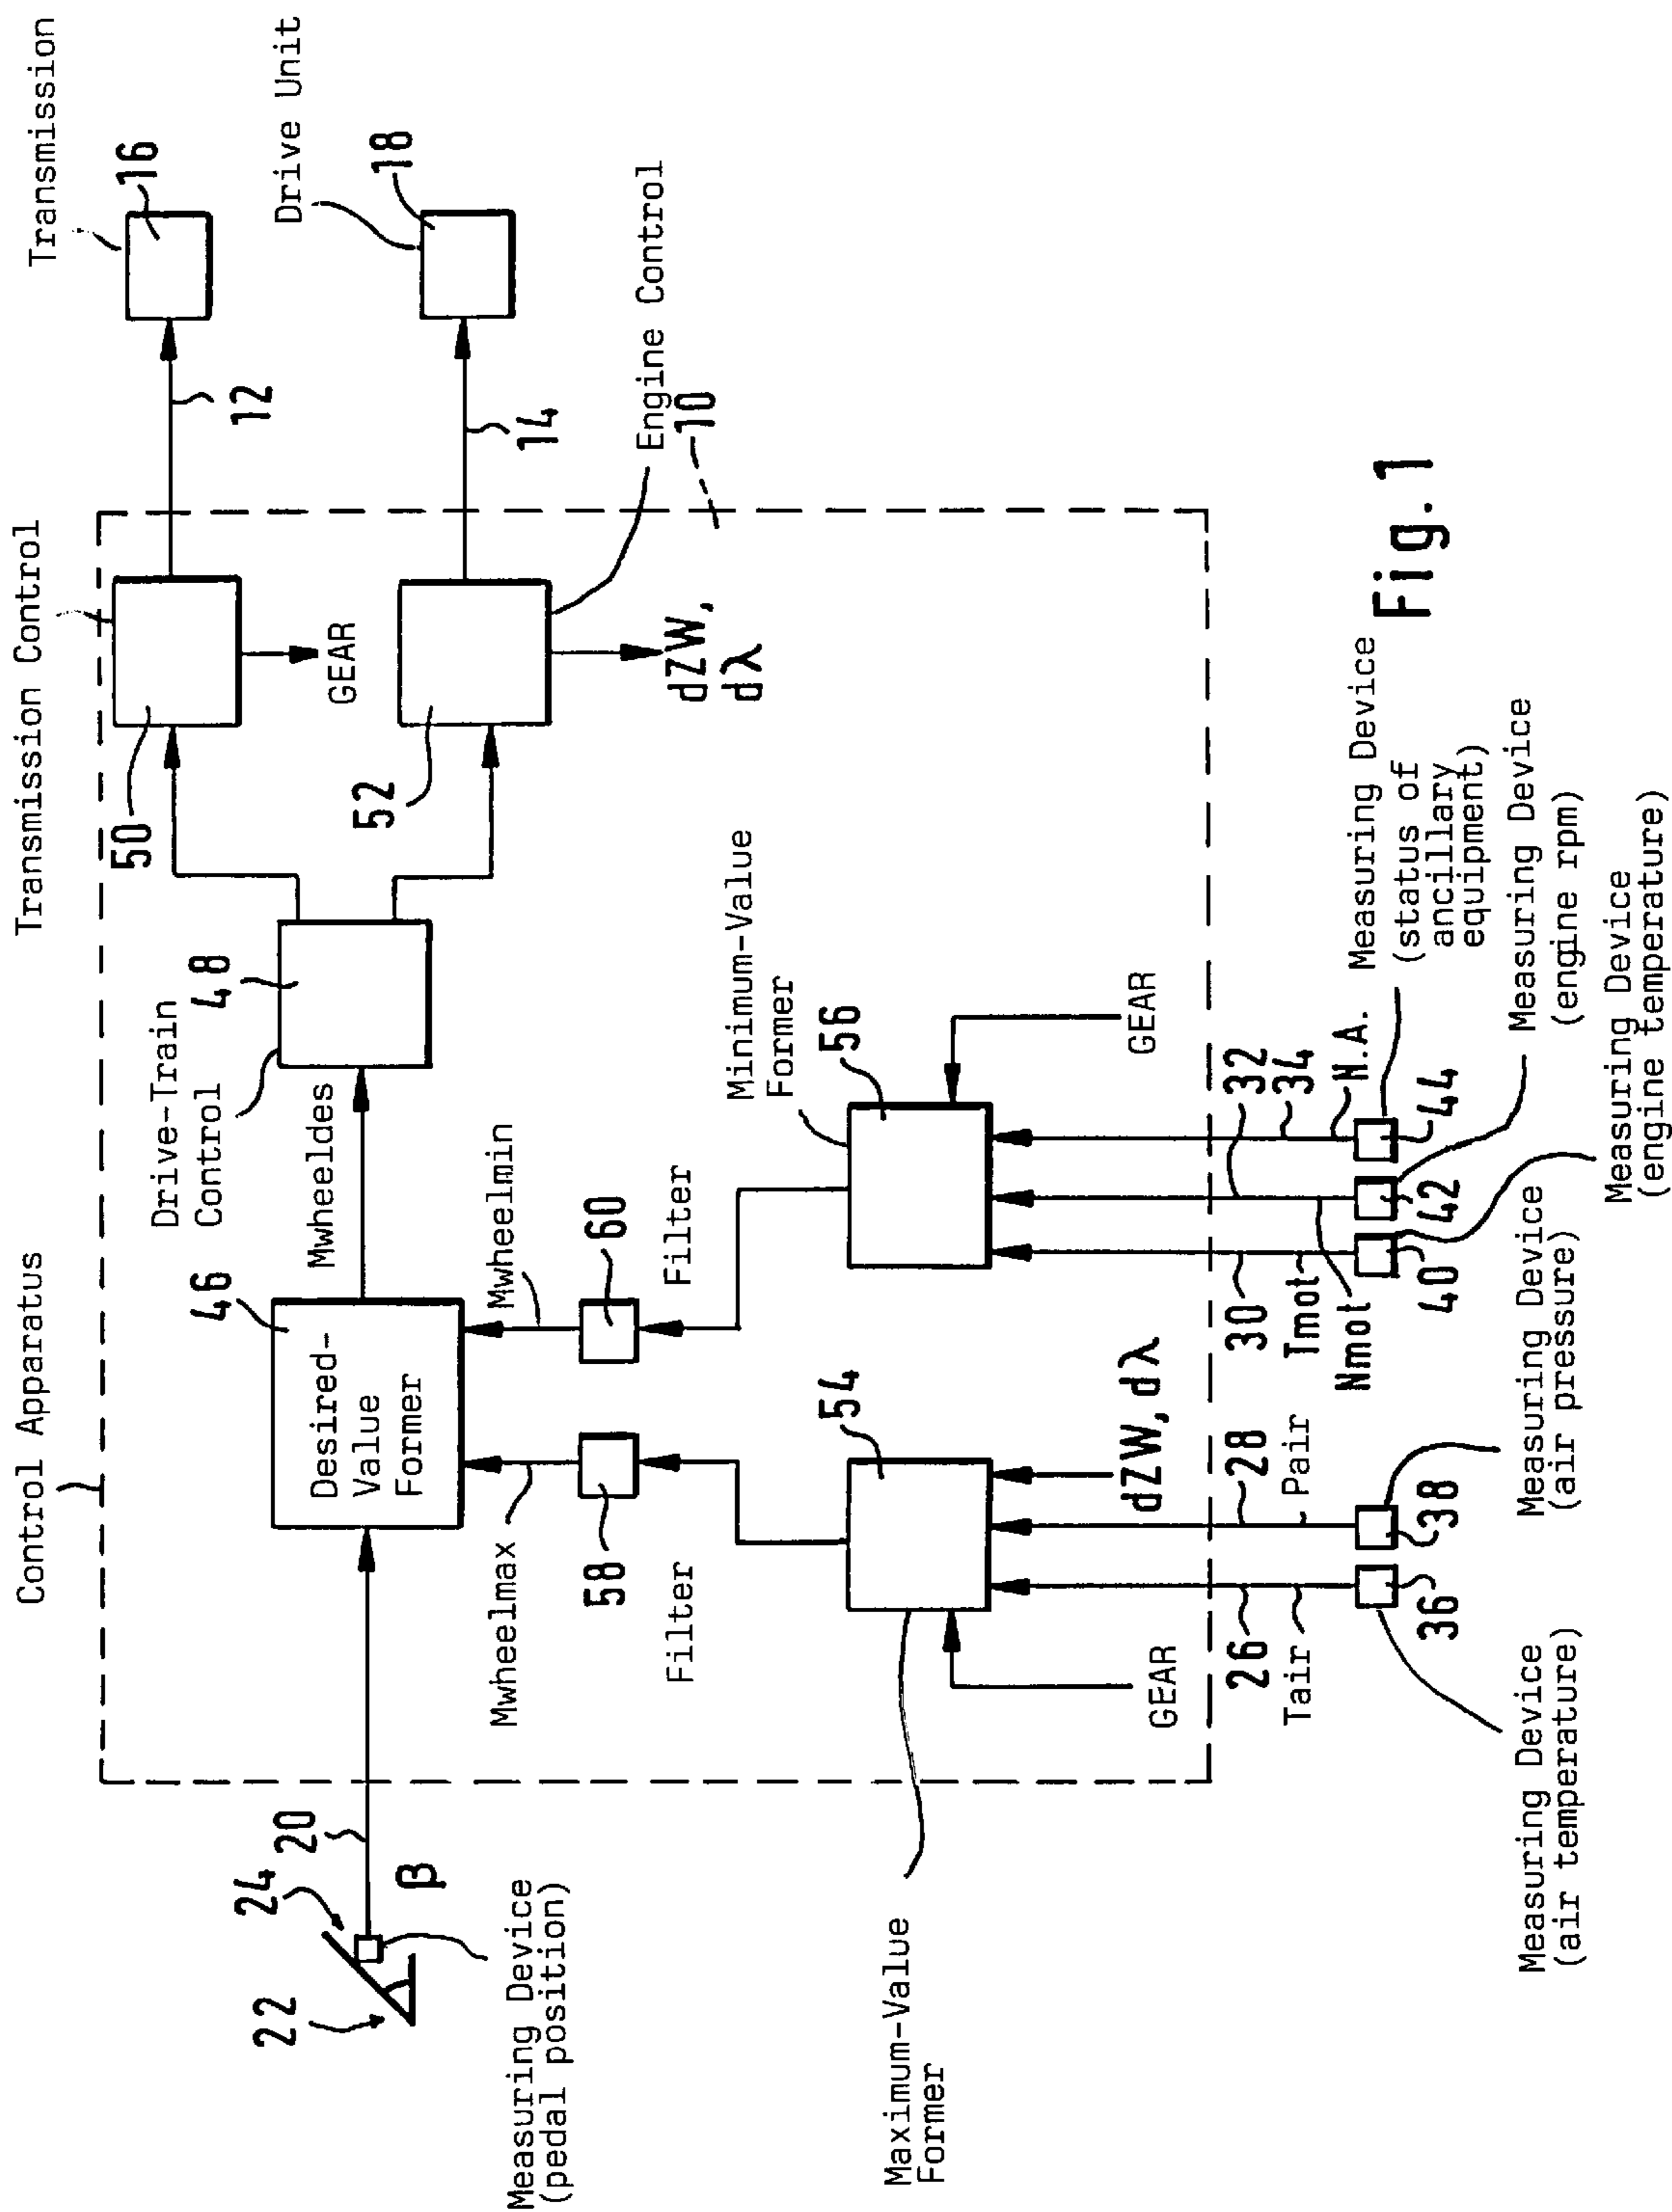 Control Apparatus
Transmission Control
Transmission
16
12
50
GEAR
Drive Unit
18
14
52
dZW,
dλ
Engine Control
10
Drive-Train
Control
48
Mwheeldes
46
Desired-
Value
Former
22
24
20
β
Measuring Device
(pedal position)
Mwheelmax
Mwheelmin
58
60
Filter
Filter
Minimum-Value
Former
56
54
Maximum-Value
Former
GEAR
dZW, dλ
GEAR
26
28
30
32
34
Tair
Pair
Tmot
Nmot
N.A.
36
38
40
42
44
Measuring Device
(air temperature)
Measuring Device
(air pressure)
Measuring Device
(engine temperature)
Measuring Device
(engine rpm)
Measuring Device
(status of
ancillary
equipment)
Fig. 1